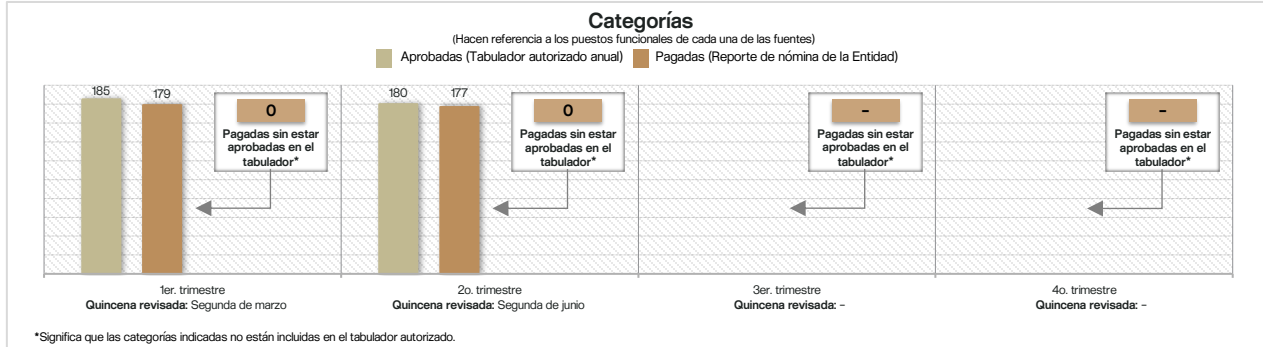 Categorías
(Hacen referencia a los puestos funcionales de cada una de las fuentes)
Aprobadas (Tabulador autorizado anual) Pagadas (Reporte de nómina de la Entidad)
185
179
0
Pagadas sin estar
aprobadas en el
tabulador*
180
177
0
Pagadas sin estar
aprobadas en el
tabulador*
-
Pagadas sin estar
aprobadas en el
tabulador*
-
Pagadas sin estar
aprobadas en el
tabulador*
1er. trimestre
Quincena revisada: Segunda de marzo
2o. trimestre
Quincena revisada: Segunda de junio
3er. trimestre
Quincena revisada: -
4o. trimestre
Quincena revisada: -
*Significa que las categorías indicadas no están incluidas en el tabulador autorizado.